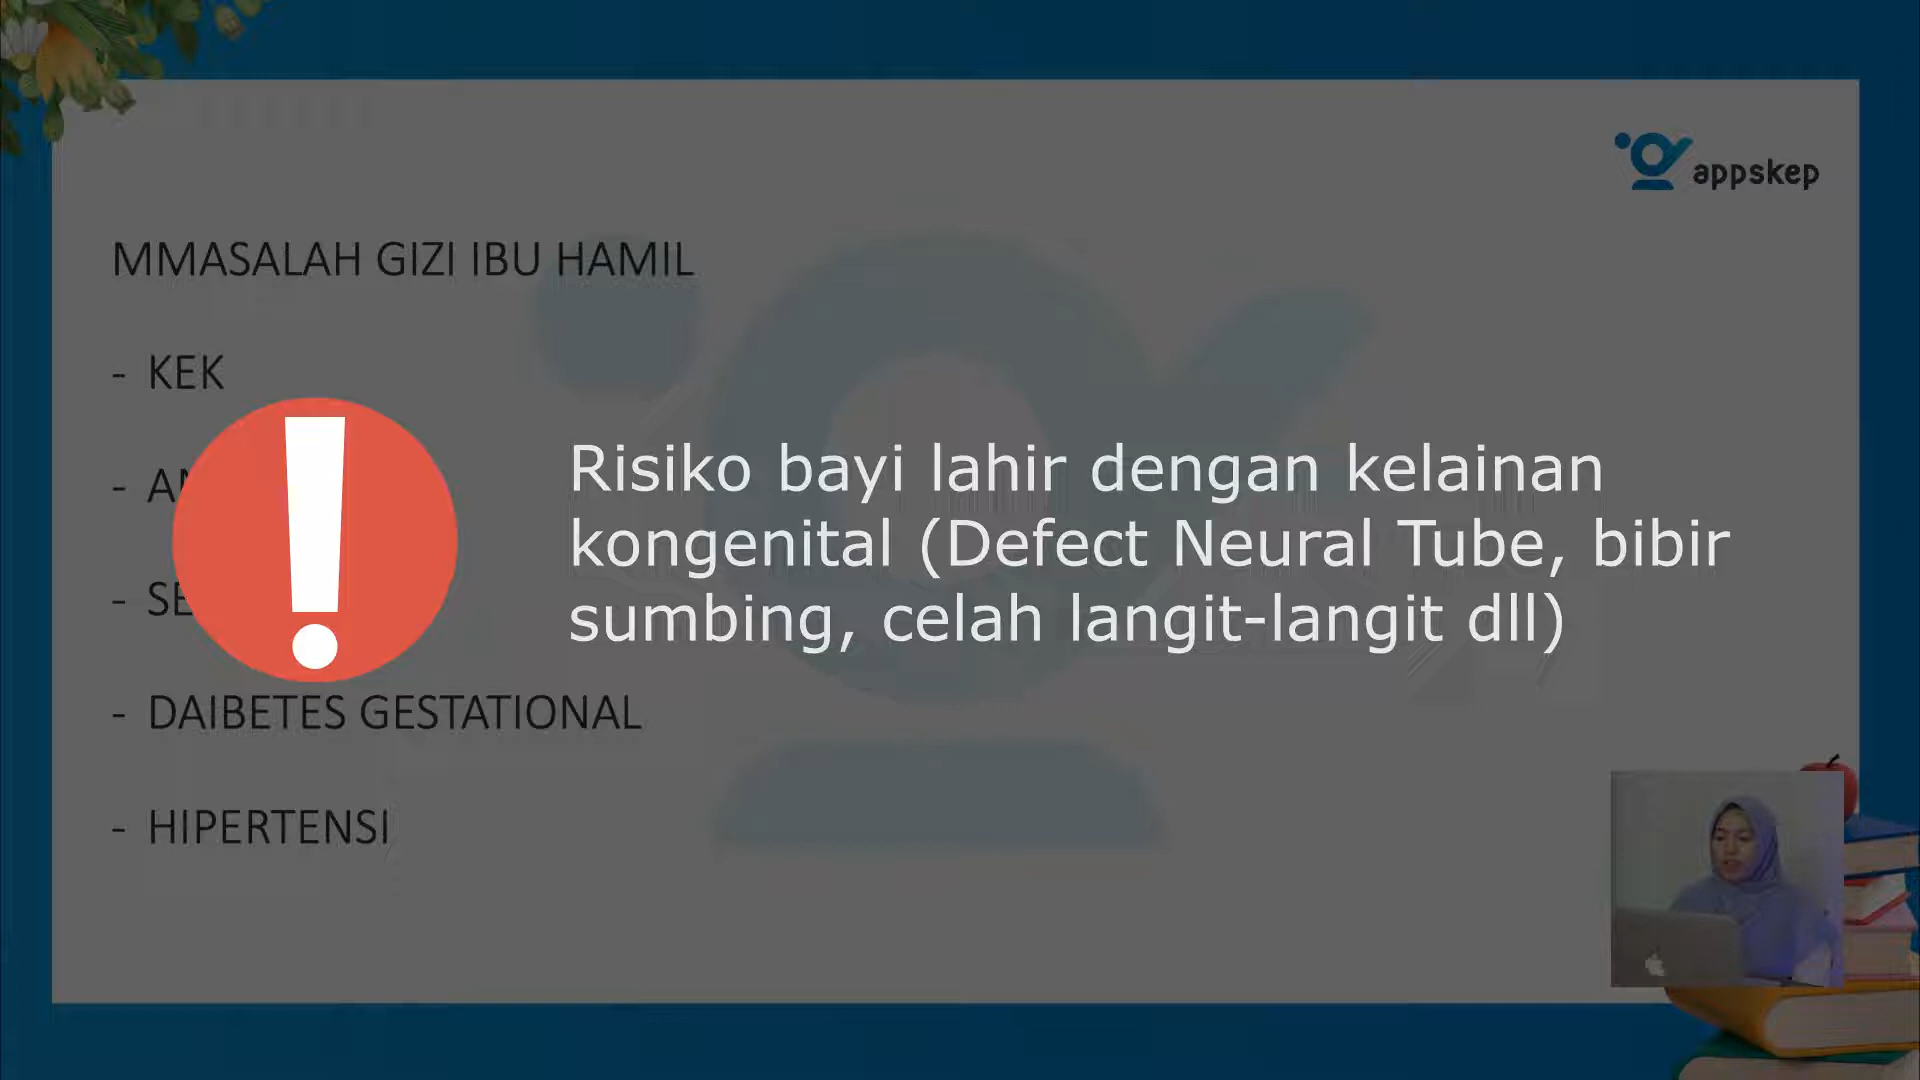 appskep
MMASALAH GIZI IBU HAMIL
- KEK
Risiko bayi lahir dengan kelainan
kongenital (Defect Neural Tube, bibir
sumbing, celah langit-langit dll)
- DAIBETES GESTATIONAL
- HIPERTENSI